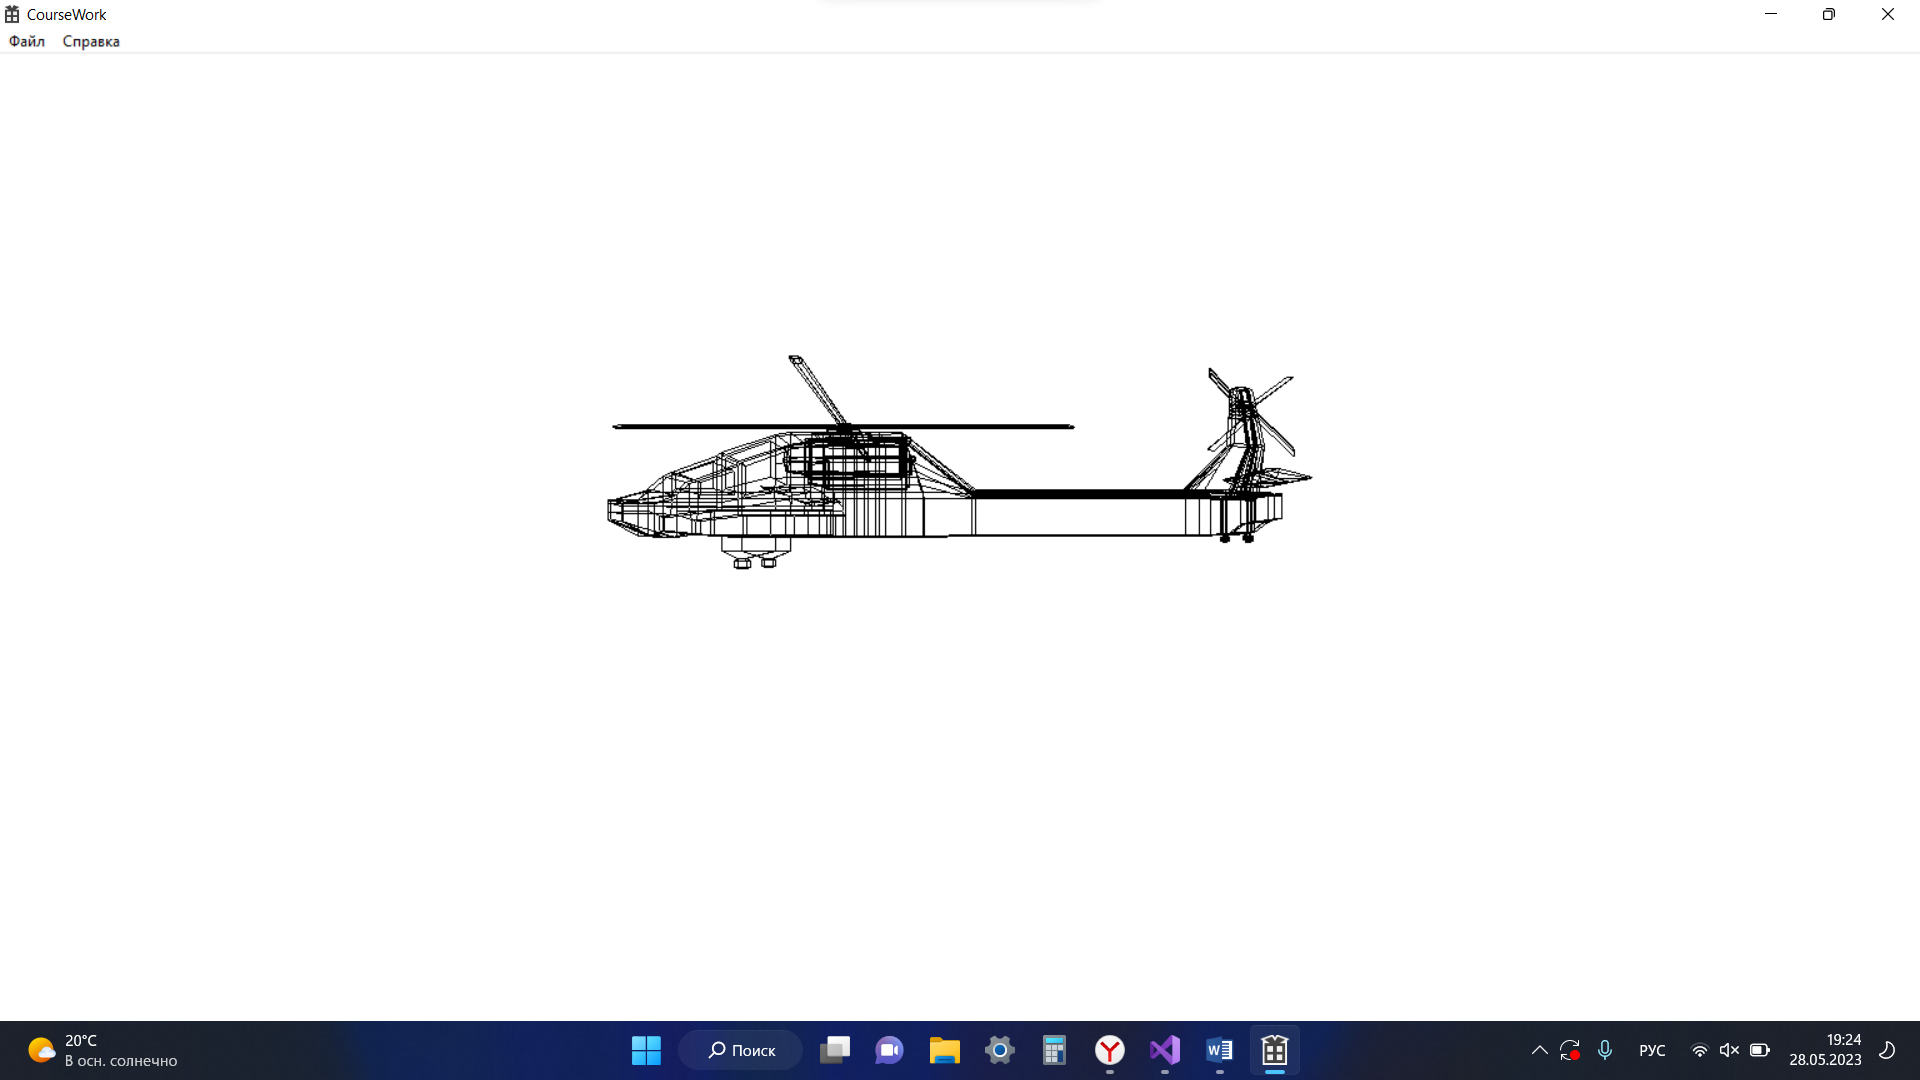 CourseWork
Файл Справка
20°C
В осн. солнечно
Поиск
РУС
19:24
28.05.2023